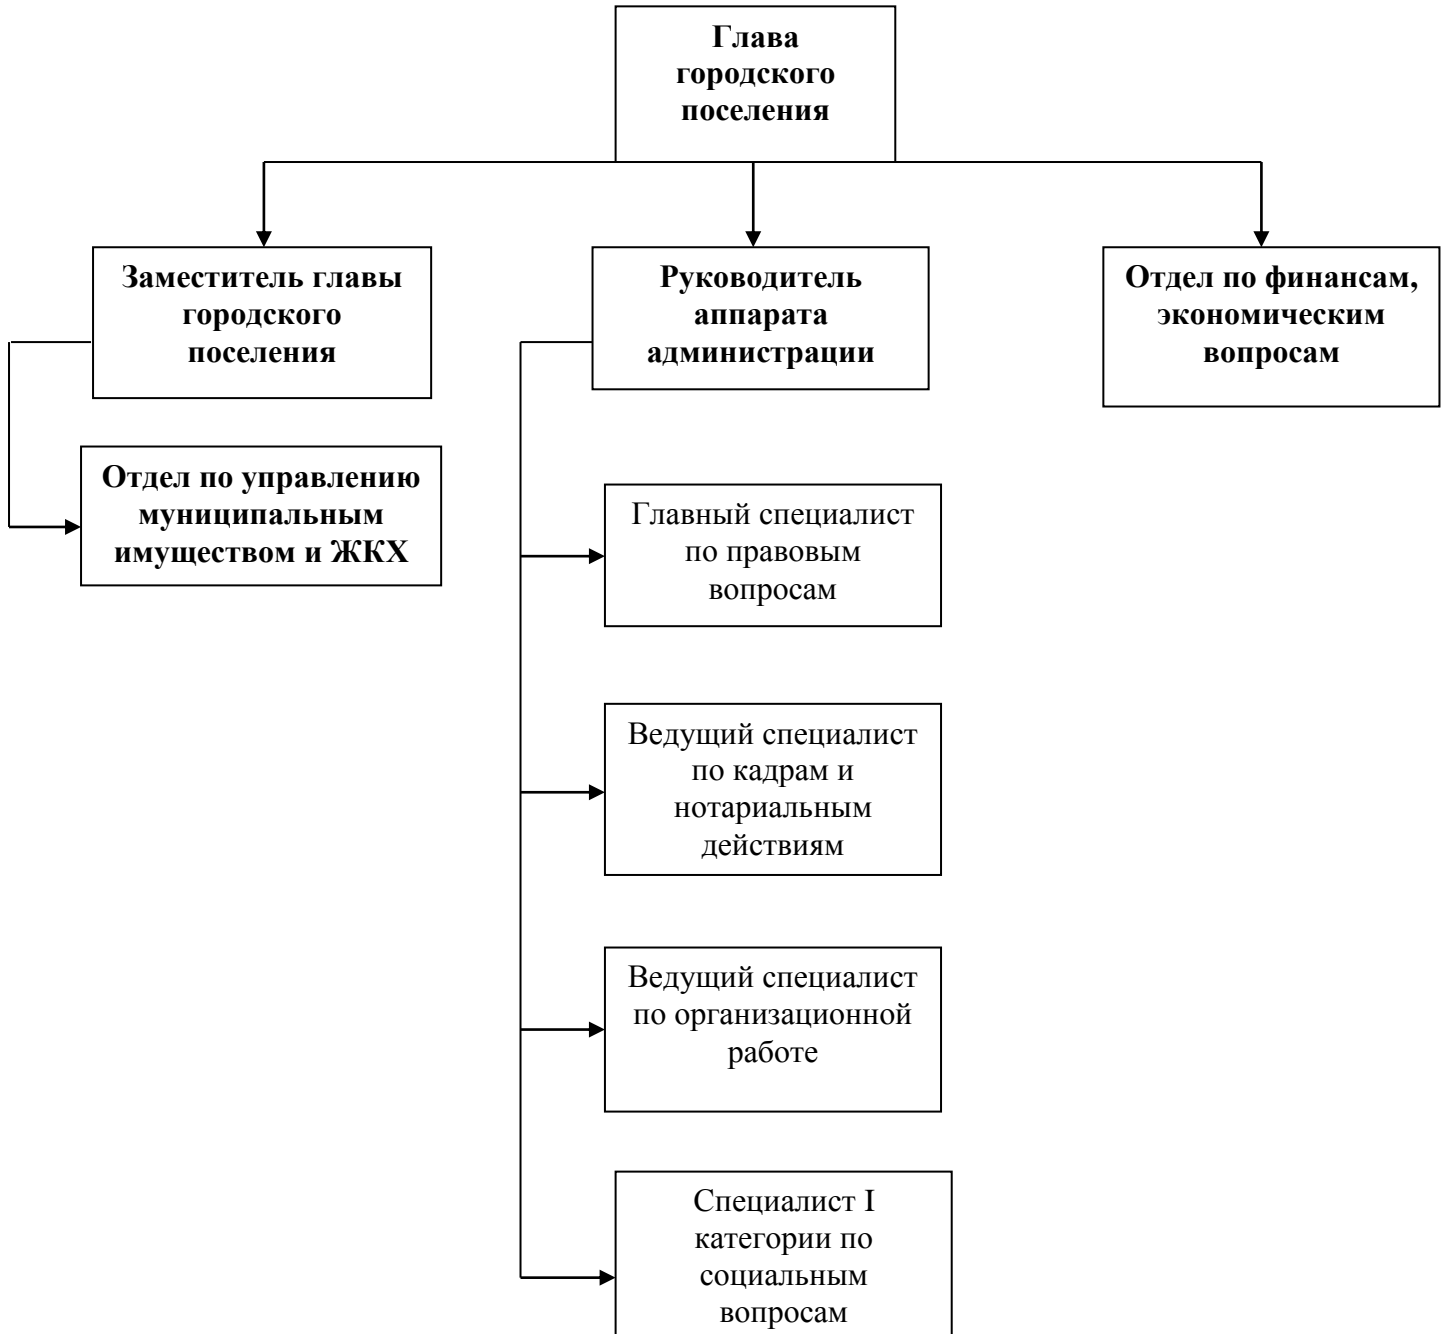 Глава
городского
поселения
Заместитель главы
городского
поселения
Руководитель
аппарата
администрации
Отдел по финансам,
экономическим
вопросам
Отдел по управлению
муниципальным
имуществом и ЖКХ
Главный специалист
по правовым
вопросам
Ведущий специалист
по кадрам и
нотариальным
действиям
Ведущий специалист
по организационной
работе
Специалист I
категории по
социальным
вопросам